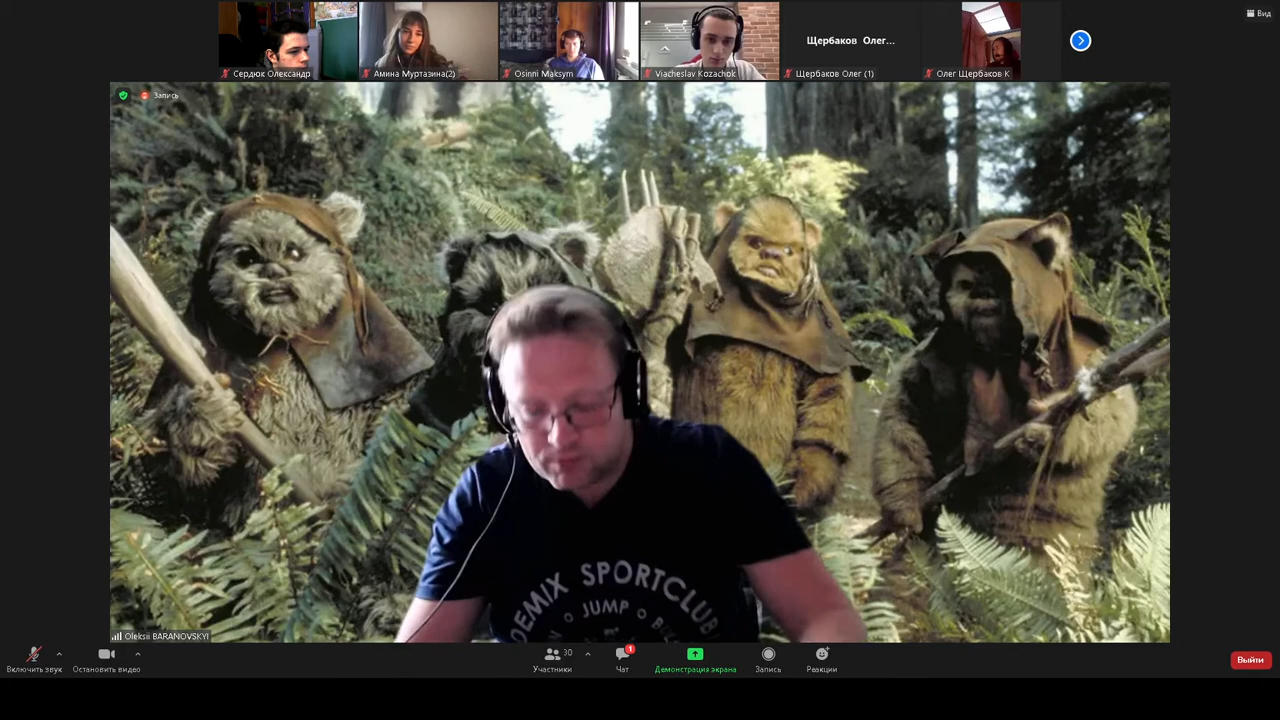 Щербаков Олег...
Вид
Сердюк Олександр
Амина Муртазина(2)
Osinni Maksym
Viacheslav Kozachok
Щербаков Олег (1)
Олег Щербаков К
Запись
DEMIX SPORTCLUB
JUMP
Oleksii BARANOVSKYI
Включить звук
Остановить видео
30
Участники
1
Чат
Демонстрация экрана
Запись
Реакции
Выйти